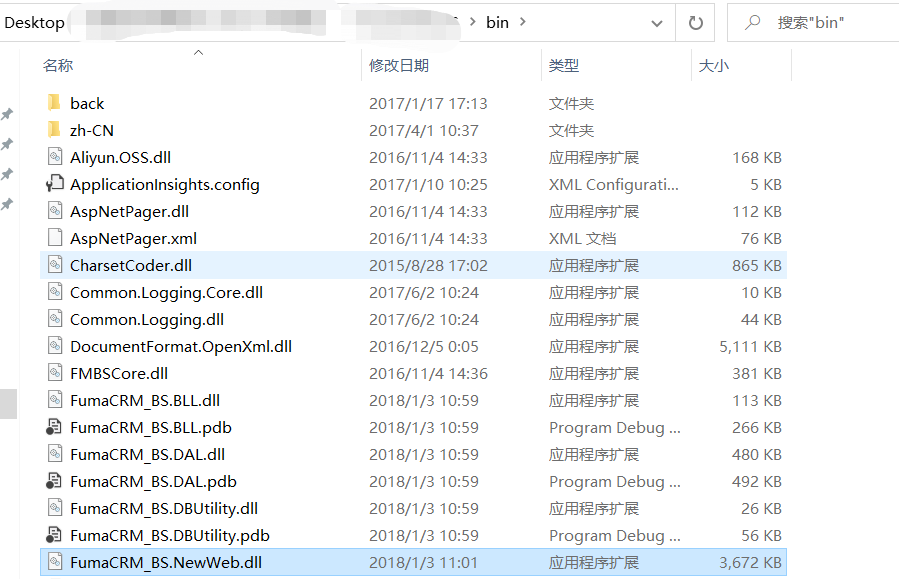 Desktop
bin
搜索"bin"
名称 修改日期 类型 大小
back 2017/1/17 17:13 文件夹
zh-CN 2017/4/1 10:37 文件夹
Aliyun.OSS.dll 2016/11/4 14:33 应用程序扩展 168 KB
ApplicationInsights.config 2017/1/10 10:25 XML Configurati... 5 KB
AspNetPager.dll 2016/11/4 14:33 应用程序扩展 112 KB
AspNetPager.xml 2016/11/4 14:33 XML 文档 76 KB
CharsetCoder.dll 2015/8/28 17:02 应用程序扩展 865 KB
Common.Logging.Core.dll 2017/6/2 10:24 应用程序扩展 10 KB
Common.Logging.dll 2017/6/2 10:24 应用程序扩展 44 KB
DocumentFormat.OpenXml.dll 2016/12/5 0:05 应用程序扩展 5,111 KB
FMBSCore.dll 2016/11/4 14:36 应用程序扩展 381 KB
FumaCRM_BS.BLL.dll 2018/1/3 10:59 应用程序扩展 113 KB
FumaCRM_BS.BLL.pdb 2018/1/3 10:59 Program Debug ... 266 KB
FumaCRM_BS.DAL.dll 2018/1/3 10:59 应用程序扩展 480 KB
FumaCRM_BS.DAL.pdb 2018/1/3 10:59 Program Debug ... 492 KB
FumaCRM_BS.DBUtility.dll 2018/1/3 10:59 应用程序扩展 26 KB
FumaCRM_BS.DBUtility.pdb 2018/1/3 10:59 Program Debug ... 56 KB
FumaCRM_BS.NewWeb.dll 2018/1/3 11:01 应用程序扩展 3,672 KB